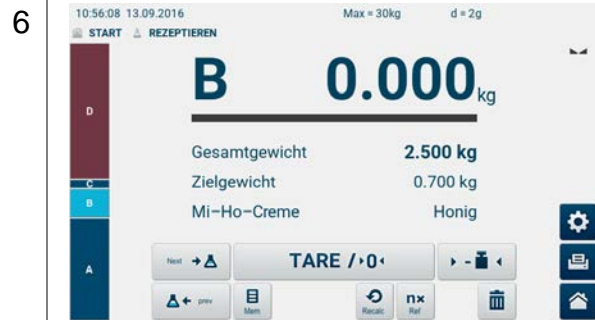 6
10:56:08 13.09.2016 Max = 30kg d = 2g
START REZEPTIEREN
D
C
B
A
B 0.000 kg
Gesamtgewicht 2.500 kg
Zielgewicht 0.700 kg
Mi-Ho-Creme Honig
Next TARE / 0
prev Mem Recalc nx Ref